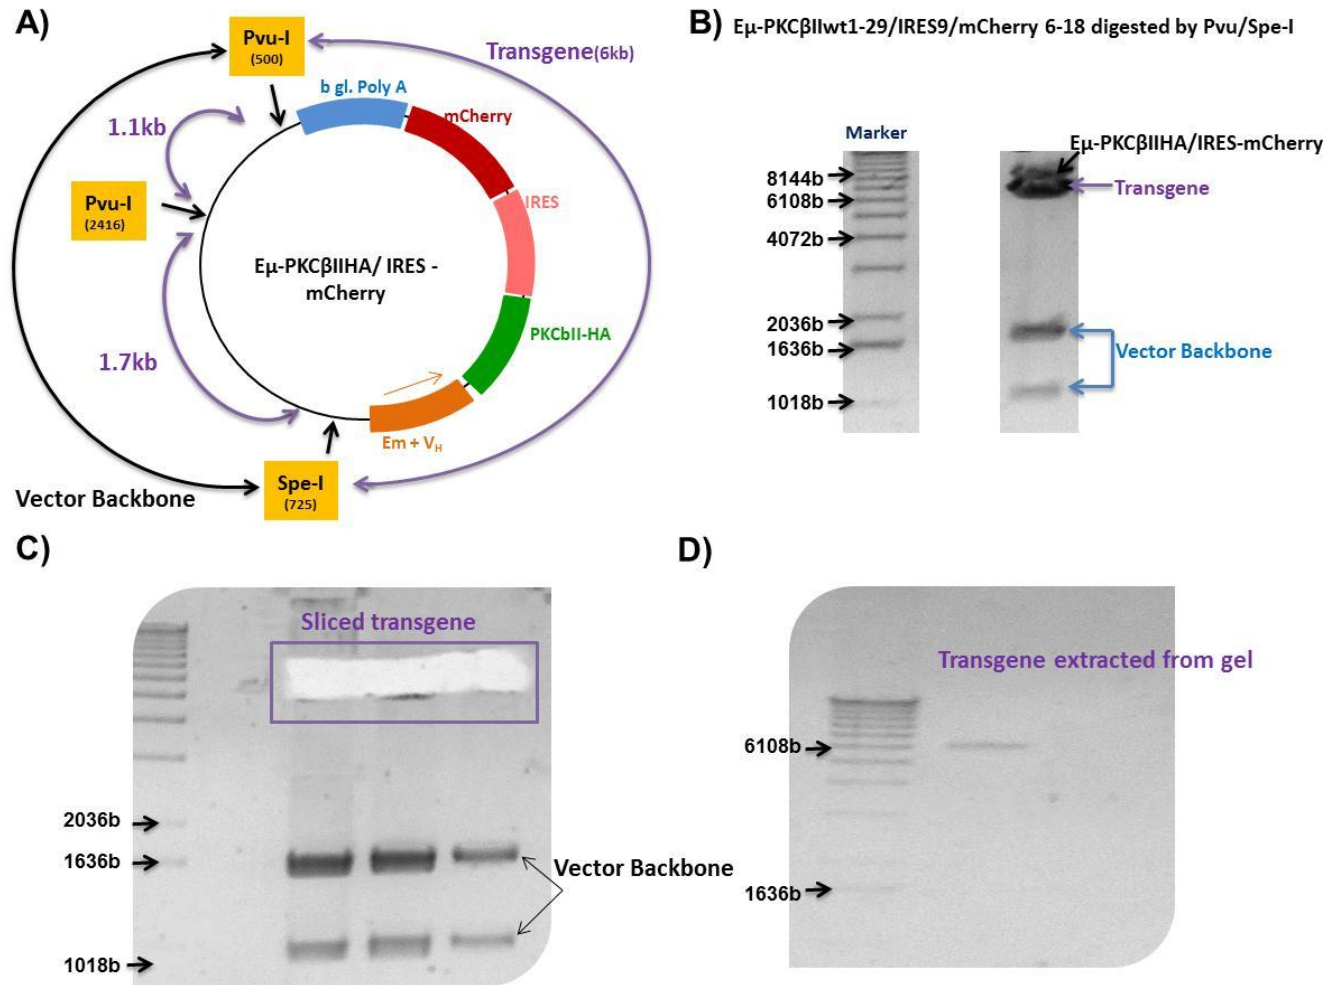 A)
Pvu-I
(500)
Transgene(6kb)
b gl. Poly A
mCherry
1.1kb
Pvu-I
(2416)
IRES
Eμ-PKCβIIHA/ IRES -
mCherry
PKCbII-HA
1.7kb
Em + VH
Spe-I
(725)
Vector Backbone
B)
Eμ-PKCβIIwt1-29/IRES9/mCherry 6-18 digested by Pvu/Spe-I
Marker
Eμ-PKCβIIHA/IRES-mCherry
8144b
Transgene
6108b
4072b
2036b
1636b
Vector Backbone
1018b
C)
Sliced transgene
2036b
1636b
Vector Backbone
1018b
D)
Transgene extracted from gel
6108b
1636b